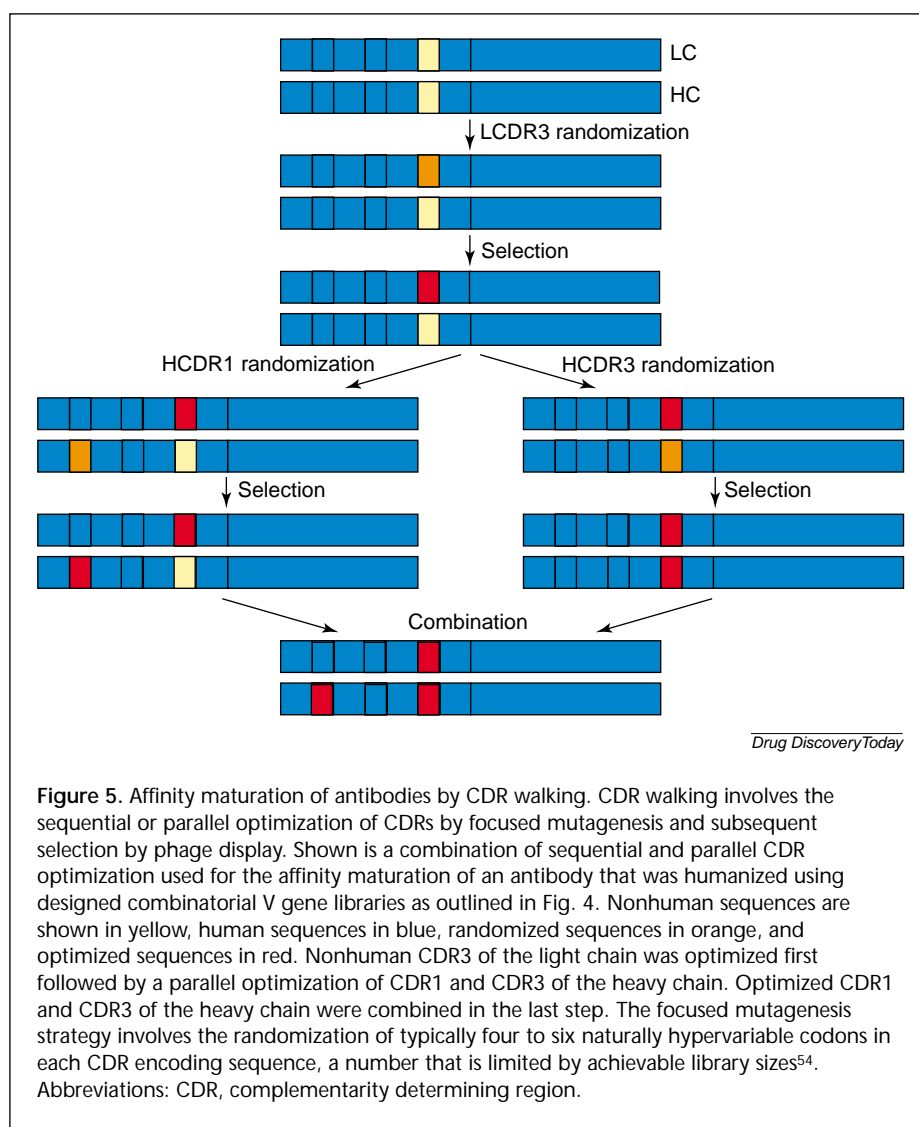 LC
HC
LCDR3 randomization
Selection
HCDR1 randomization
HCDR3 randomization
Selection
Selection
Combination
Drug DiscoveryToday
Figure 5. Affinity maturation of antibodies by CDR walking. CDR walking involves the
sequential or parallel optimization of CDRs by focused mutagenesis and subsequent
selection by phage display. Shown is a combination of sequential and parallel CDR
optimization used for the affinity maturation of an antibody that was humanized using
designed combinatorial V gene libraries as outlined in Fig. 4. Nonhuman sequences are
shown in yellow, human sequences in blue, randomized sequences in orange, and
optimized sequences in red. Nonhuman CDR3 of the light chain was optimized first
followed by a parallel optimization of CDR1 and CDR3 of the heavy chain. Optimized CDR1
and CDR3 of the heavy chain were combined in the last step. The focused mutagenesis
strategy involves the randomization of typically four to six naturally hypervariable codons in
each CDR encoding sequence, a number that is limited by achievable library sizes⁵⁴.
Abbreviations: CDR, complementarity determining region.